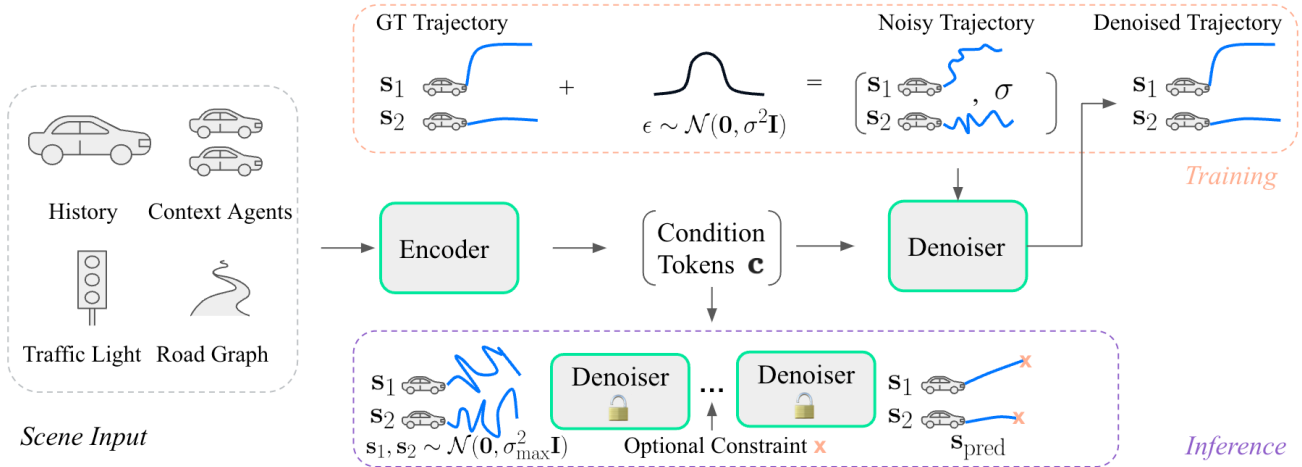 GT Trajectory
Noisy Trajectory
Denoised Trajectory
s₁
+
=
s₁
, σ
s₁
s₂
ϵ ∼ 𝒩(0, σ²I)
s₂
s₂
Training
History
Context Agents
Encoder
Condition
Tokens c
Denoiser
Traffic Light
Road Graph
Scene Input
s₁
Denoiser
...
Denoiser
s₁
x
s₂
s₂
x
s₁, s₂ ∼ 𝒩(0, σ²ₘₐₓI)
Optional Constraint x
s_pred
Inference